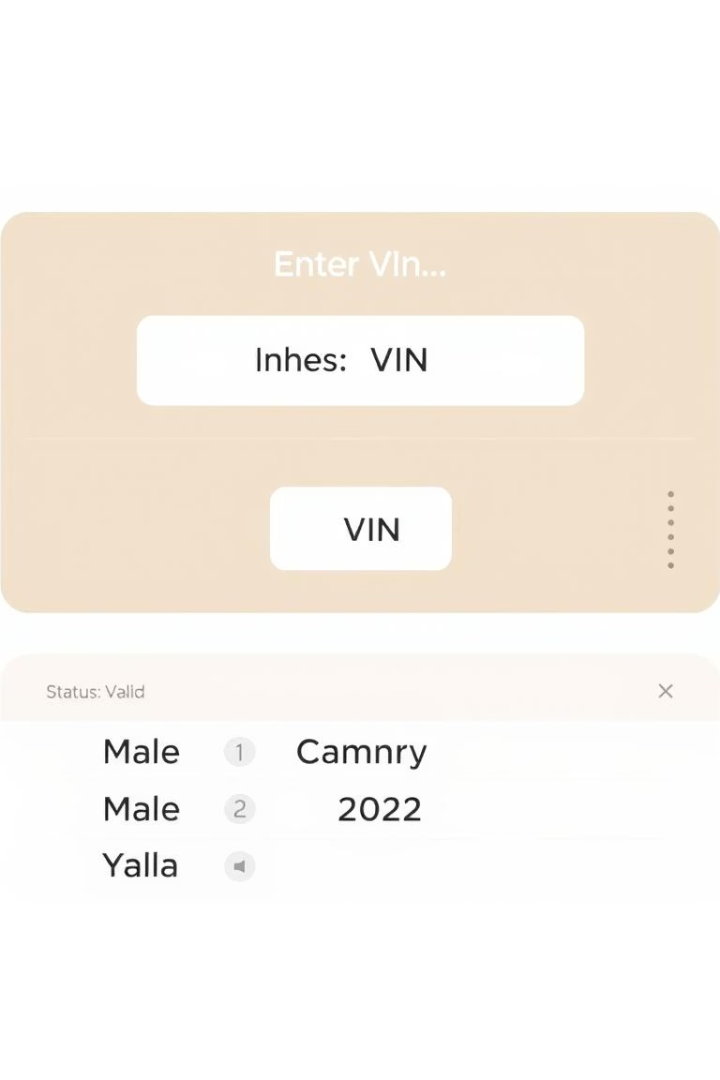 Enter VIn...
Inhes: VIN
VIN
Status: Valid
Male 1 Camnry
Male 2 2022
Yalla